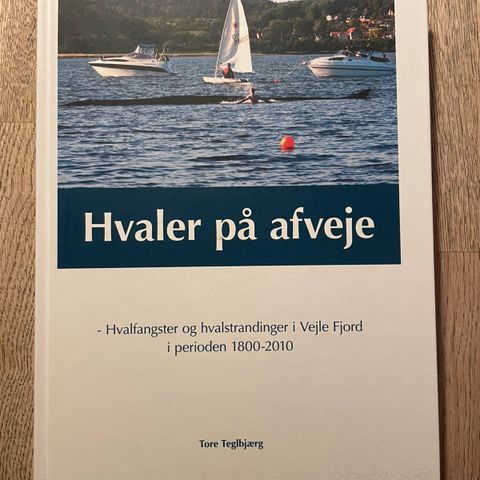 Hvaler på afveje
- Hvalfangster og hvalstrandinger i Vejle Fjord
i perioden 1800-2010
Tore Teglbjærg